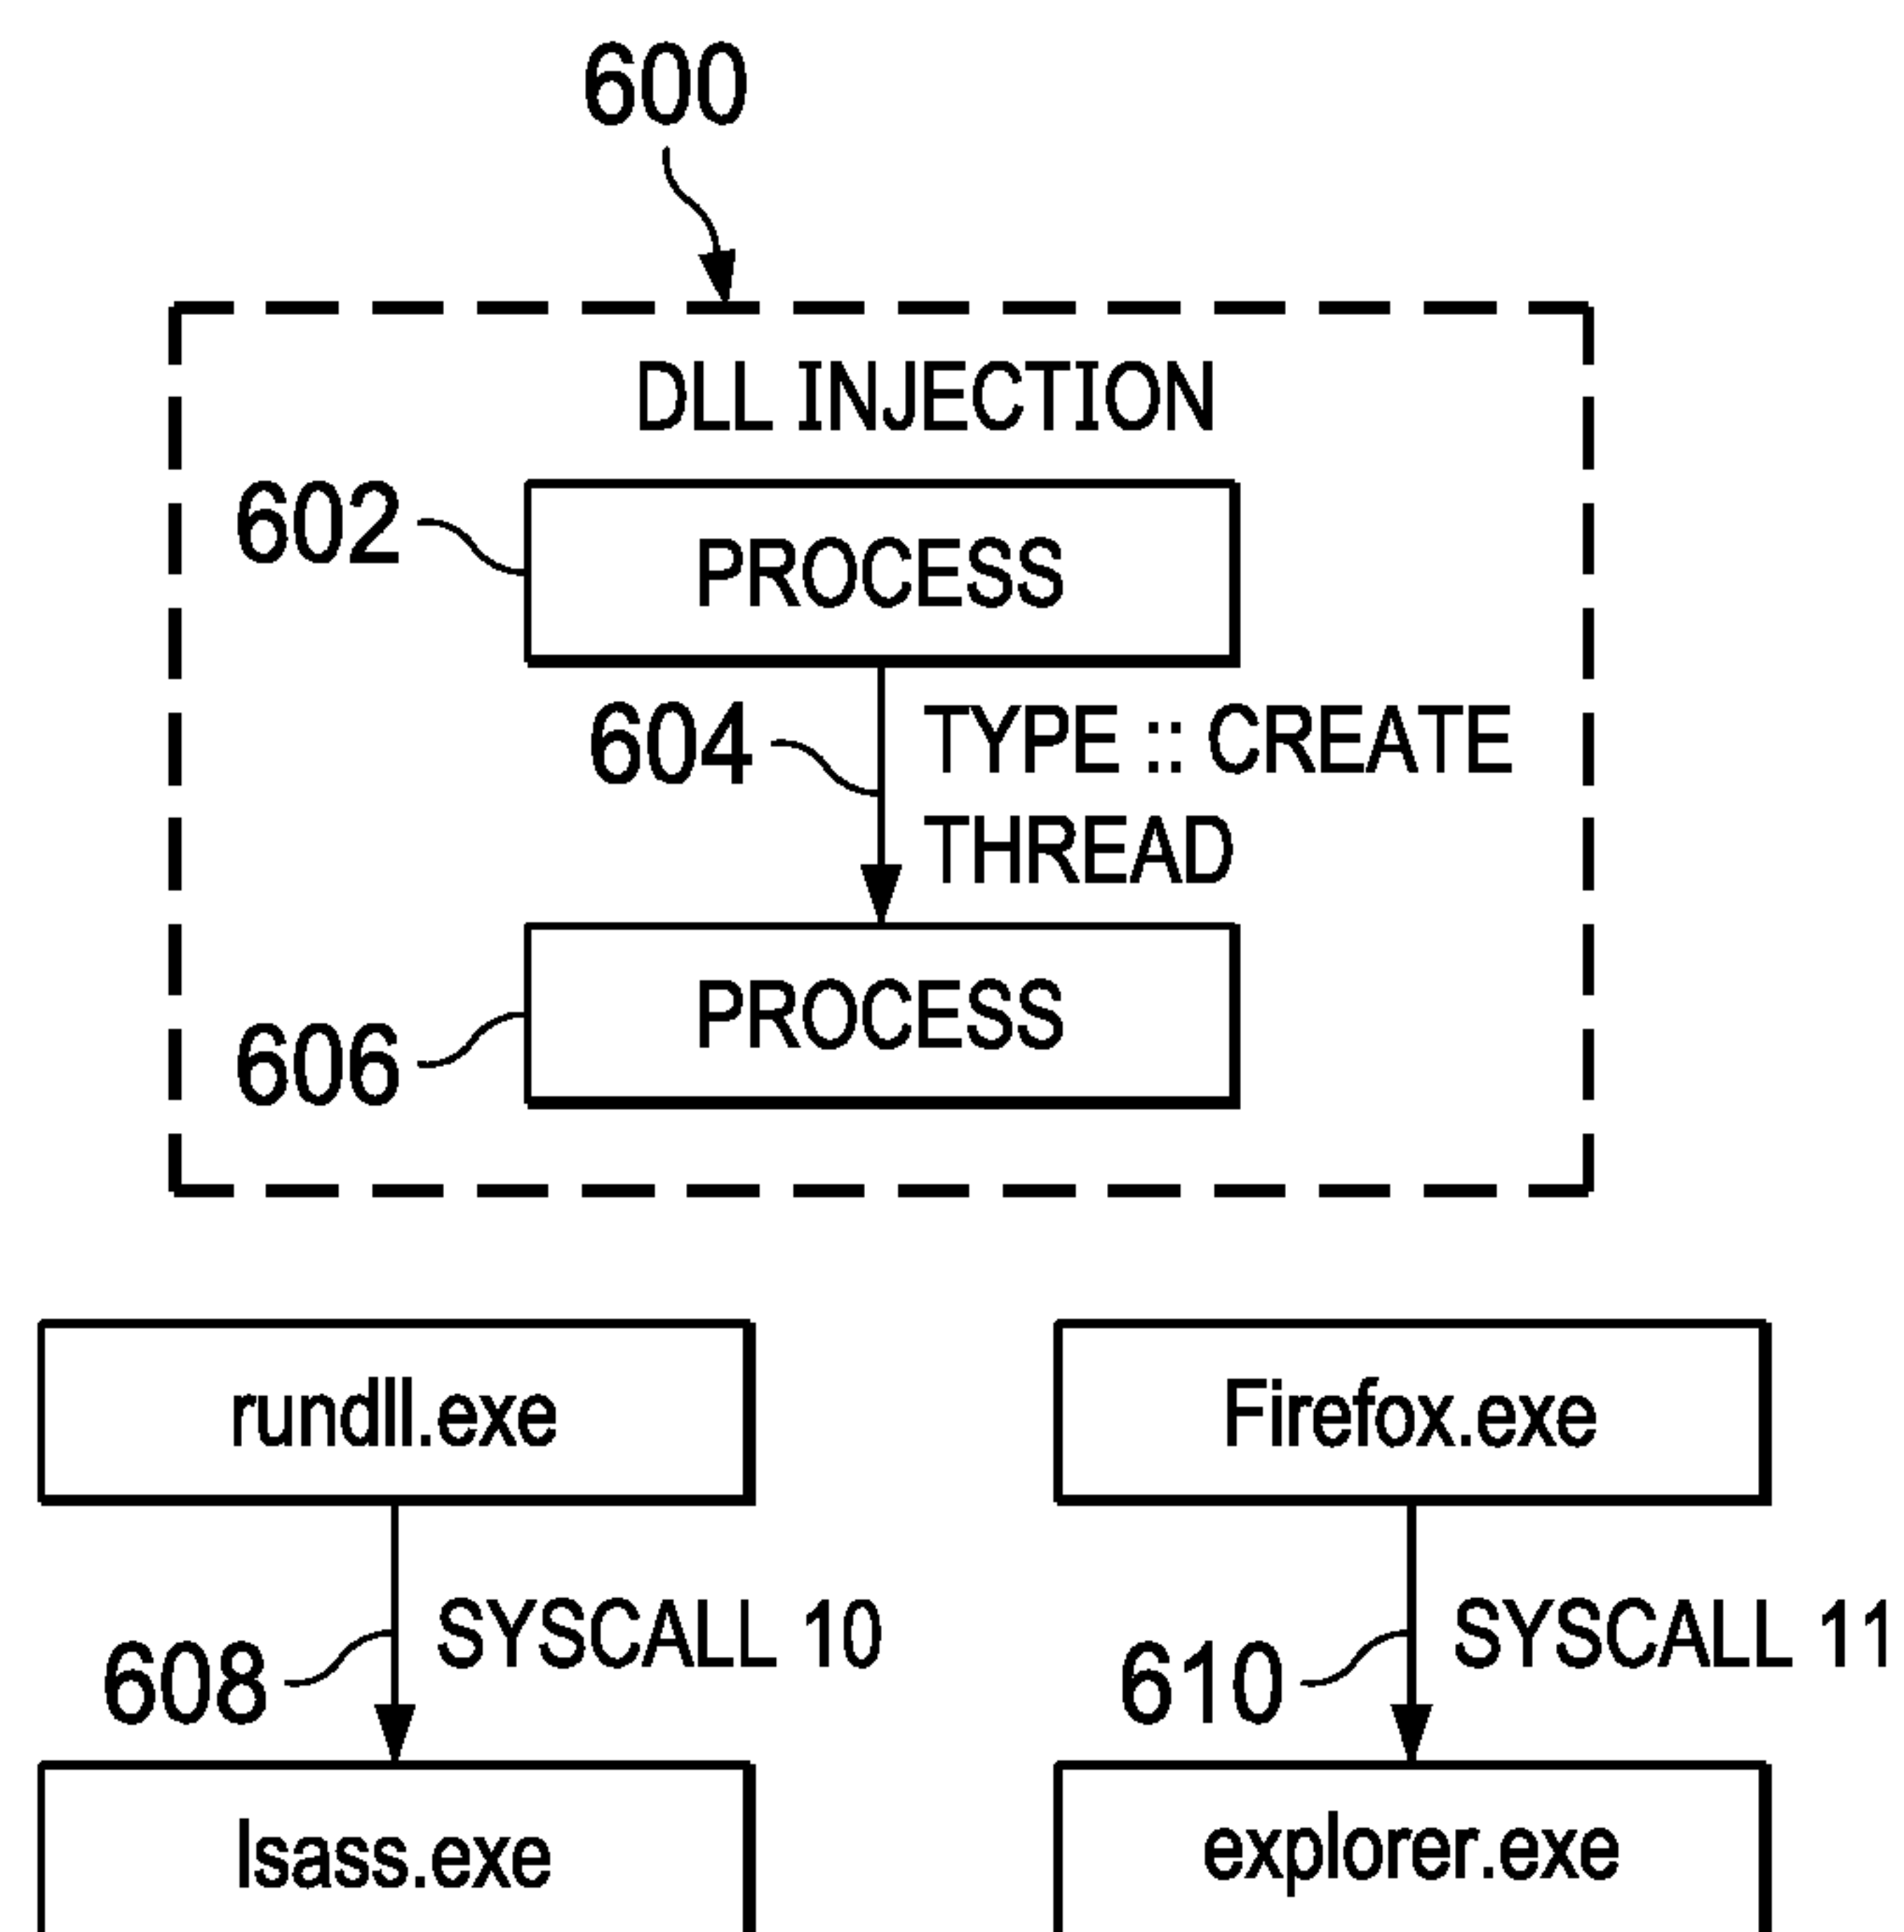 600
DLL INJECTION
602
PROCESS
604
TYPE :: CREATE
THREAD
PROCESS
606
rundll.exe
Firefox.exe
SYSCALL 10
SYSCALL 11
608
610
lsass.exe
explorer.exe